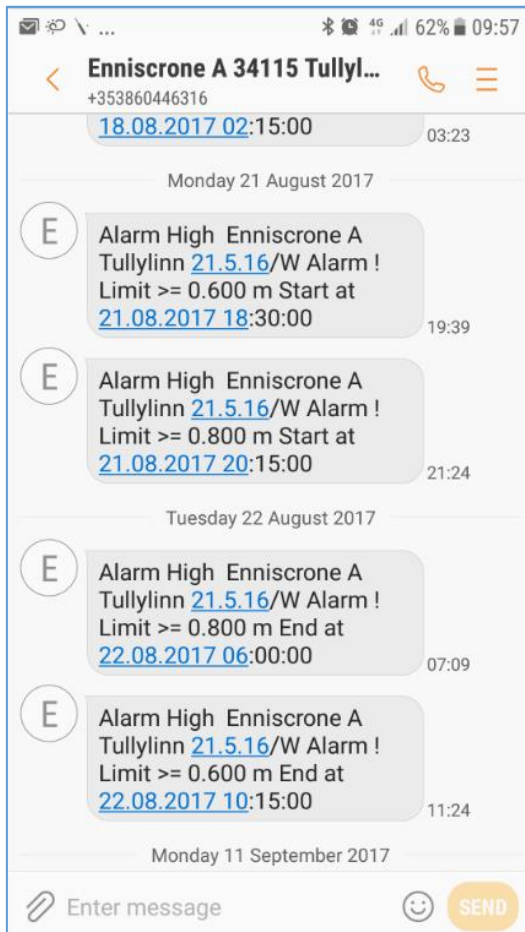 ... 4G 62% 09:57
Enniscrone A 34115 Tullyl...
+353860446316
18.08.2017 02:15:00
03:23
Monday 21 August 2017
E
Alarm High Enniscrone A
Tullylinn 21.5.16/W Alarm !
Limit >= 0.600 m Start at
21.08.2017 18:30:00
19:39
E
Alarm High Enniscrone A
Tullylinn 21.5.16/W Alarm !
Limit >= 0.800 m Start at
21.08.2017 20:15:00
21:24
Tuesday 22 August 2017
E
Alarm High Enniscrone A
Tullylinn 21.5.16/W Alarm !
Limit >= 0.800 m End at
22.08.2017 06:00:00
07:09
E
Alarm High Enniscrone A
Tullylinn 21.5.16/W Alarm !
Limit >= 0.600 m End at
22.08.2017 10:15:00
11:24
Monday 11 September 2017
Enter message
SEND